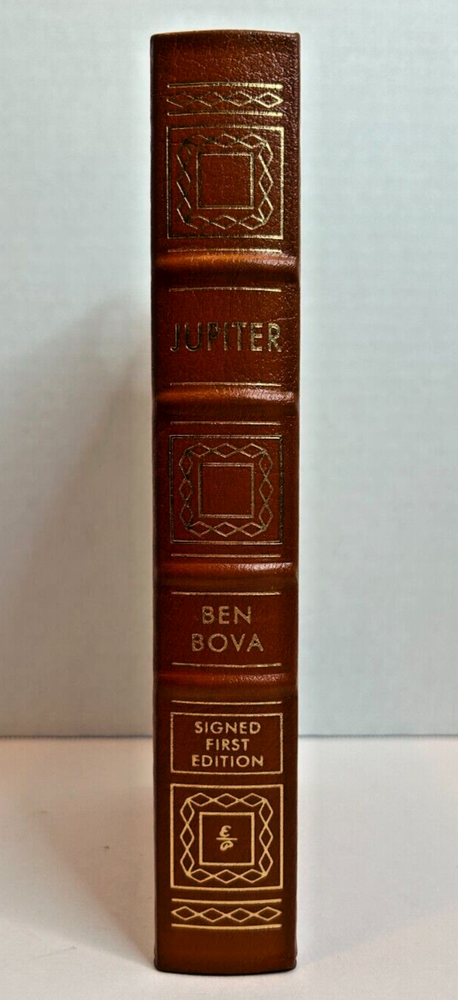 JUPITER
BEN
BOVA
SIGNED
FIRST
EDITION